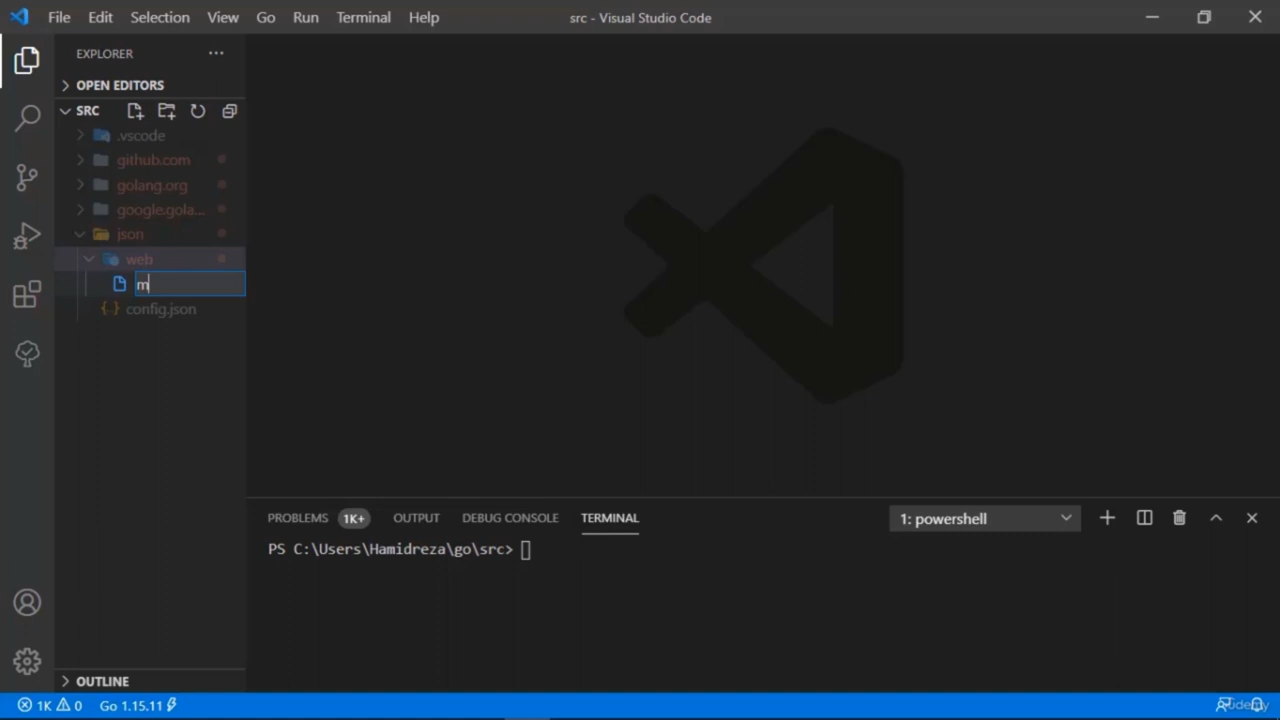 File Edit Selection View Go Run Terminal Help
src - Visual Studio Code
EXPLORER
OPEN EDITORS
SRC
.vscode
github.com
golang.org
google.gola...
json
web
m
config.json
OUTLINE
PROBLEMS 1K+ OUTPUT DEBUG CONSOLE TERMINAL
1: powershell
PS C:\Users\Hamidreza\go\src>
1K 0 Go 1.15.11